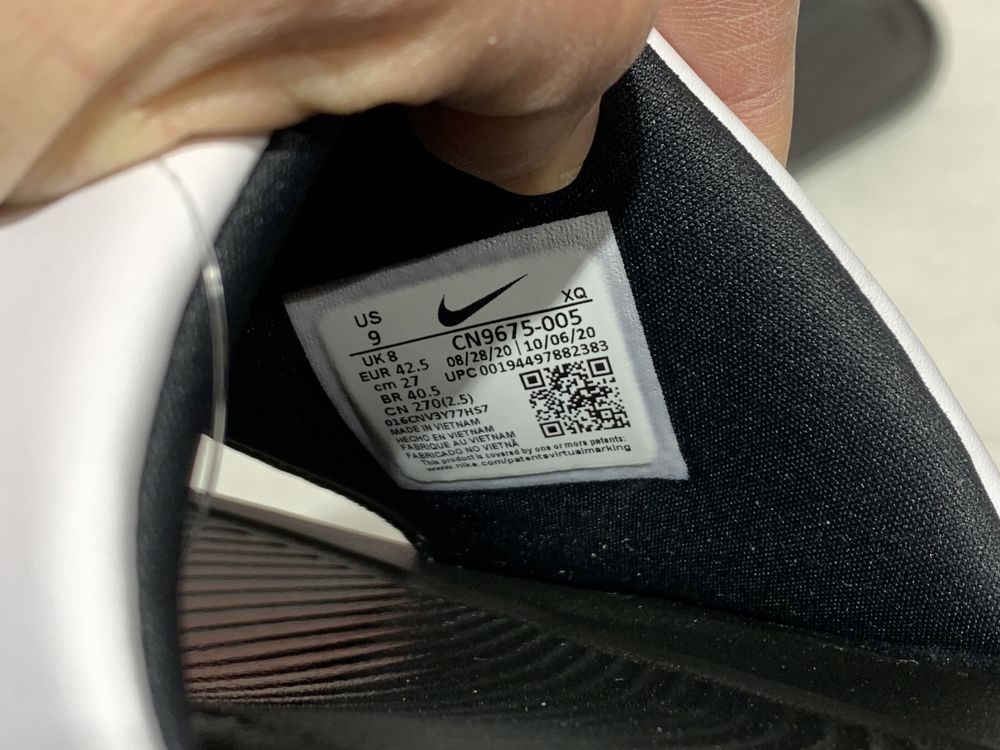 US XQ
9 CN9675-005
UK 8 08/28/20 | 10/06/20
EUR 42.5 UPC 00194497882383
cm 27
BR 40.5
CN 270(2.5)
016CNV3Y77HS7
MADE IN VIETNAM
HECHO EN VIETNAM
FABRIQUE AU VIETNAM
FABRICADO NO VIETNÃ
This product is covered by one or more patents:
www.nike.com/patentsvirtualmarking